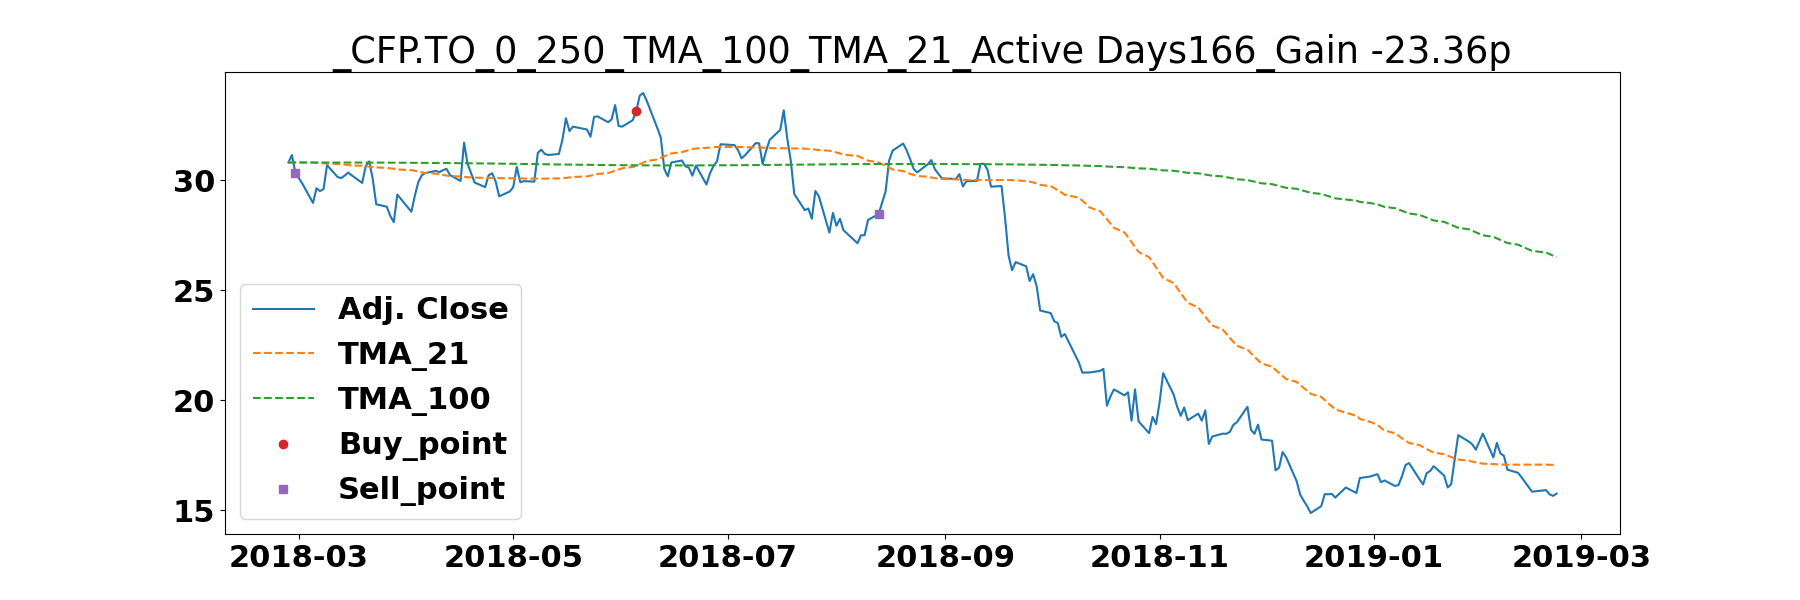 _CFP.TO_0_250_TMA_100_TMA_21_Active Days166_Gain -23.36p
30
25
20
15
Adj. Close
TMA_21
TMA_100
Buy_point
Sell_point
2018-03 2018-05 2018-07 2018-09 2018-11 2019-01 2019-03